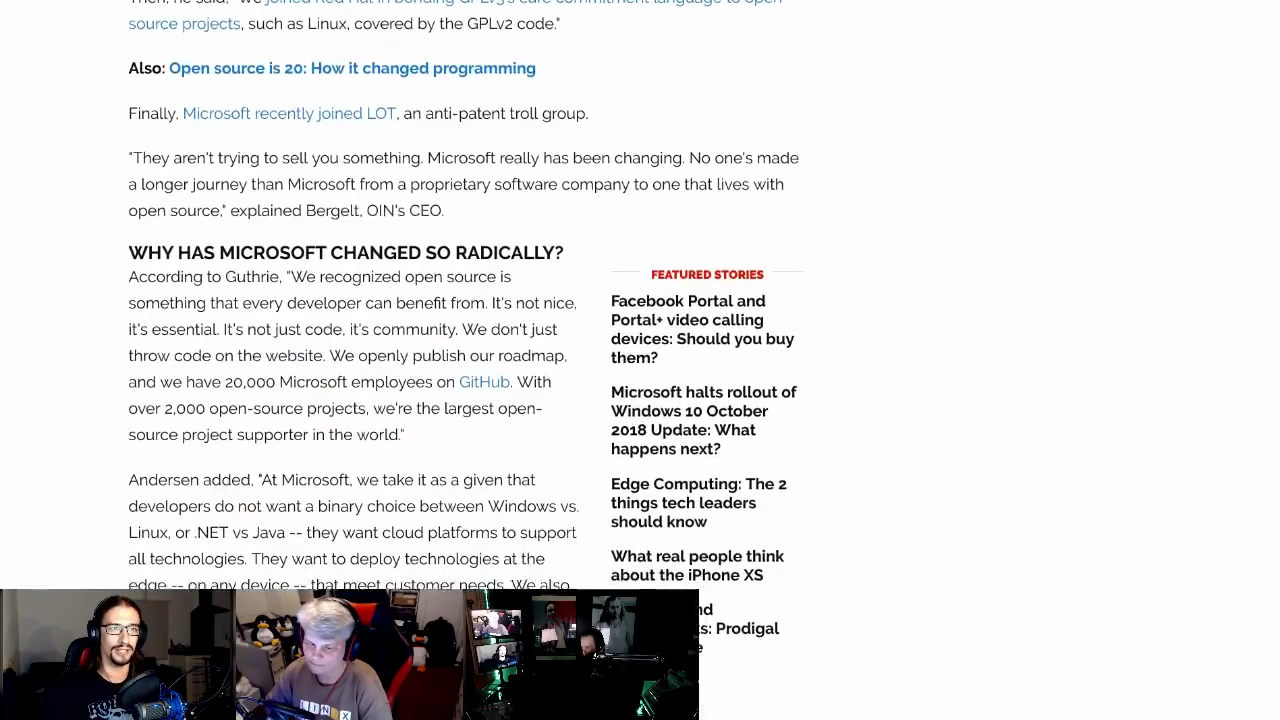 Then, he said, "We joined Red Hat in bonding GPLv3's cure commitment language to open
source projects, such as Linux, covered by the GPLv2 code."
Also: Open source is 20: How it changed programming
Finally, Microsoft recently joined LOT, an anti-patent troll group.
"They aren't trying to sell you something. Microsoft really has been changing. No one's made
a longer journey than Microsoft from a proprietary software company to one that lives with
open source," explained Bergelt, OIN's CEO.
WHY HAS MICROSOFT CHANGED SO RADICALLY?
According to Guthrie, "We recognized open source is
something that every developer can benefit from. It's not nice,
it's essential. It's not just code, it's community. We don't just
throw code on the website. We openly publish our roadmap,
and we have 20,000 Microsoft employees on GitHub. With
over 2,000 open-source projects, we're the largest open-
source project supporter in the world."
Andersen added, "At Microsoft, we take it as a given that
developers do not want a binary choice between Windows vs.
Linux, or .NET vs Java -- they want cloud platforms to support
all technologies. They want to deploy technologies at the
edge -- on any device -- that meet customer needs. We also
FEATURED STORIES
Facebook Portal and
Portal+ video calling
devices: Should you buy
them?
Microsoft halts rollout of
Windows 10 October
2018 Update: What
happens next?
Edge Computing: The 2
things tech leaders
should know
What real people think
about the iPhone XS
nd
s: Prodigal
e
LINUX